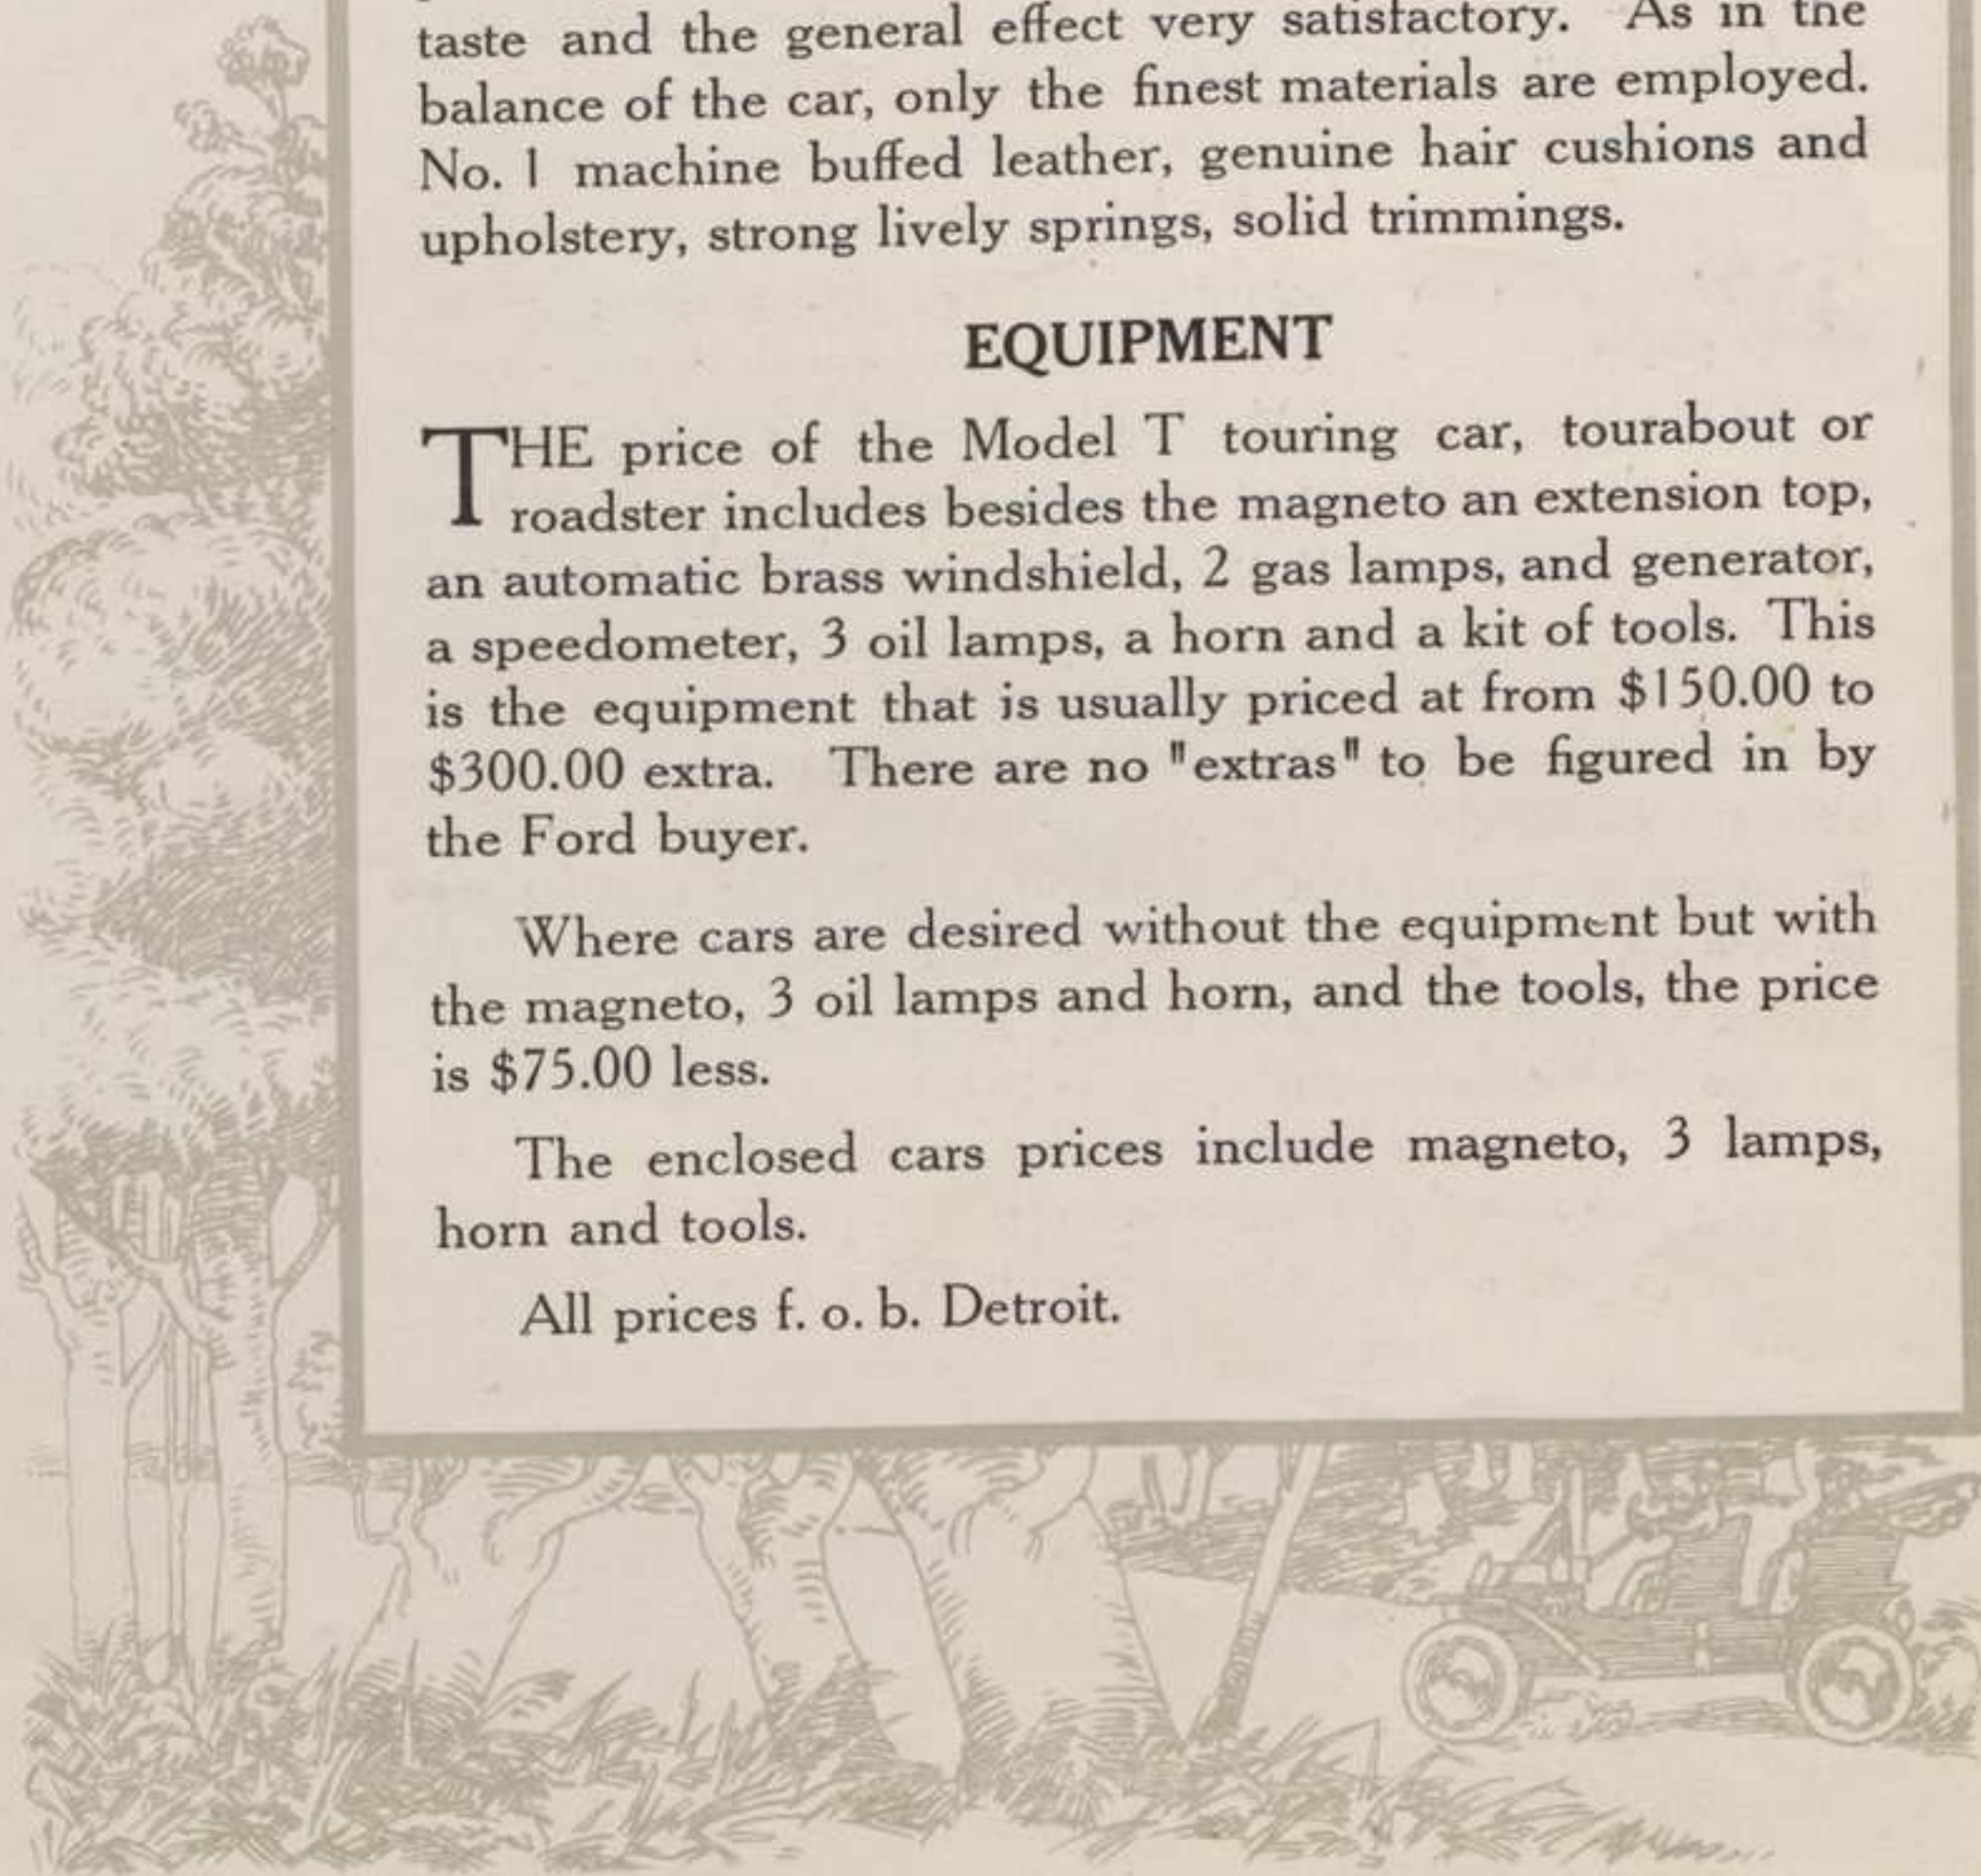 taste and the general effect very satisfactory. As in the
balance of the car, only the finest materials are employed.
No. 1 machine buffed leather, genuine hair cushions and
upholstery, strong lively springs, solid trimmings.
EQUIPMENT
THE price of the Model T touring car, tourabout or
roadster includes besides the magneto an extension top,
an automatic brass windshield, 2 gas lamps, and generator,
a speedometer, 3 oil lamps, a horn and a kit of tools. This
is the equipment that is usually priced at from $150.00 to
$300.00 extra. There are no "extras" to be figured in by
the Ford buyer.
Where cars are desired without the equipment but with
the magneto, 3 oil lamps and horn, and the tools, the price
is $75.00 less.
The enclosed cars prices include magneto, 3 lamps,
horn and tools.
All prices f. o. b. Detroit.